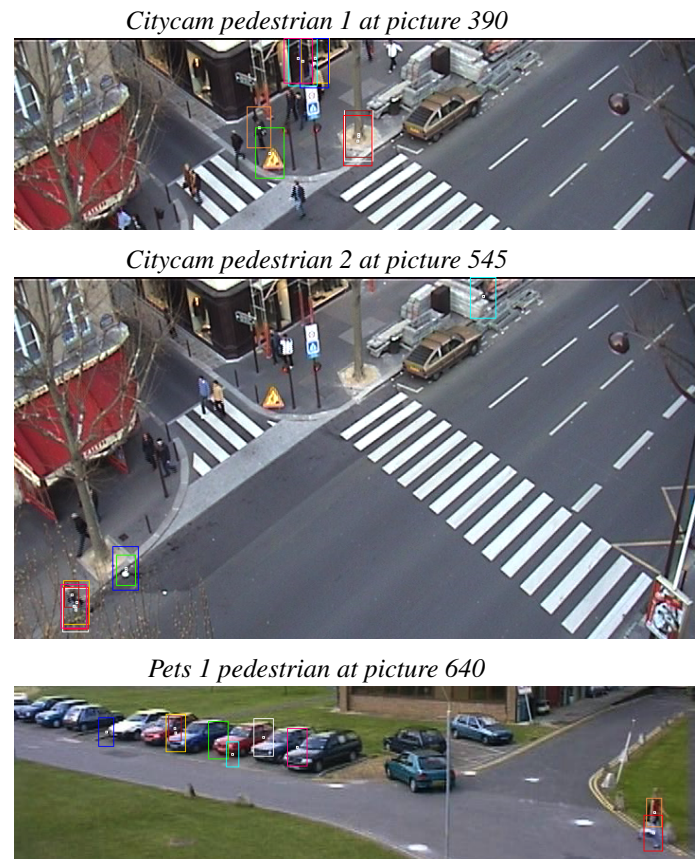 Citycam pedestrian 1 at picture 390
Citycam pedestrian 2 at picture 545
Pets 1 pedestrian at picture 640